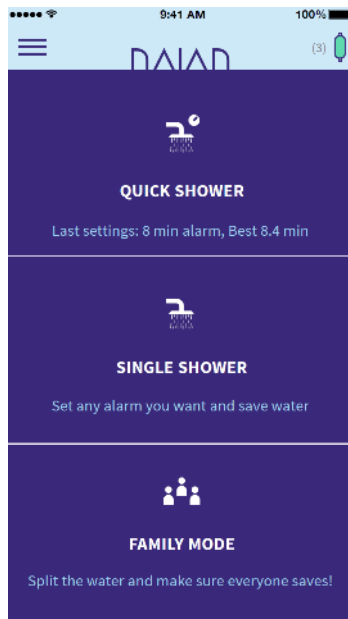 9:41 AM 100%
NAIAD
(3)
QUICK SHOWER
Last settings: 8 min alarm, Best 8.4 min
SINGLE SHOWER
Set any alarm you want and save water
FAMILY MODE
Split the water and make sure everyone saves!